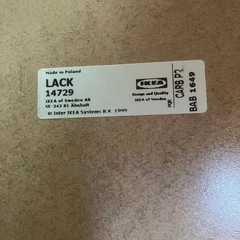 Made in Poland
LACK
14729
IKEA of Sweden AB
SE-343 81 Älmhult
© Inter IKEA Systems B.V. 1999
IKEA
Design and Quality
IKEA of Sweden
CARB P2
BAB 1649